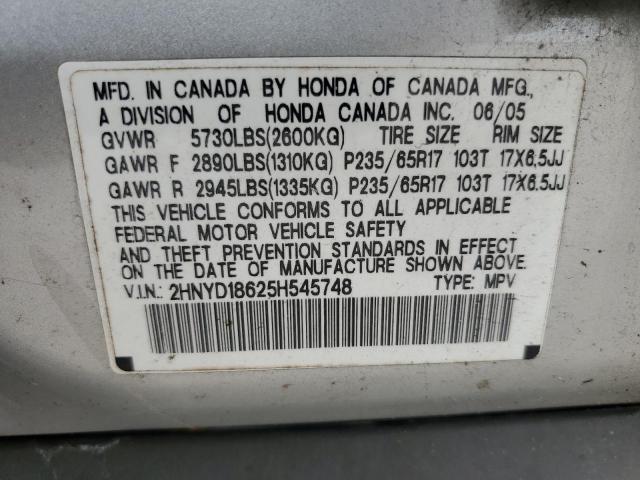 MFD. IN CANADA BY HONDA OF CANADA MFG.,
A DIVISION OF HONDA CANADA INC. 06/05
GVWR 5730LBS(2600KG) TIRE SIZE RIM SIZE
GAWR F 2890LBS(1310KG) P235/65R17 103T 17X6.5JJ
GAWR R 2945LBS(1335KG) P235/65R17 103T 17X6.5JJ
THIS VEHICLE CONFORMS TO ALL APPLICABLE
FEDERAL MOTOR VEHICLE SAFETY
AND THEFT PREVENTION STANDARDS IN EFFECT
ON THE DATE OF MANUFACTURE SHOWN ABOVE.
V.I.N.: 2HNYD18625H545748 TYPE: MPV